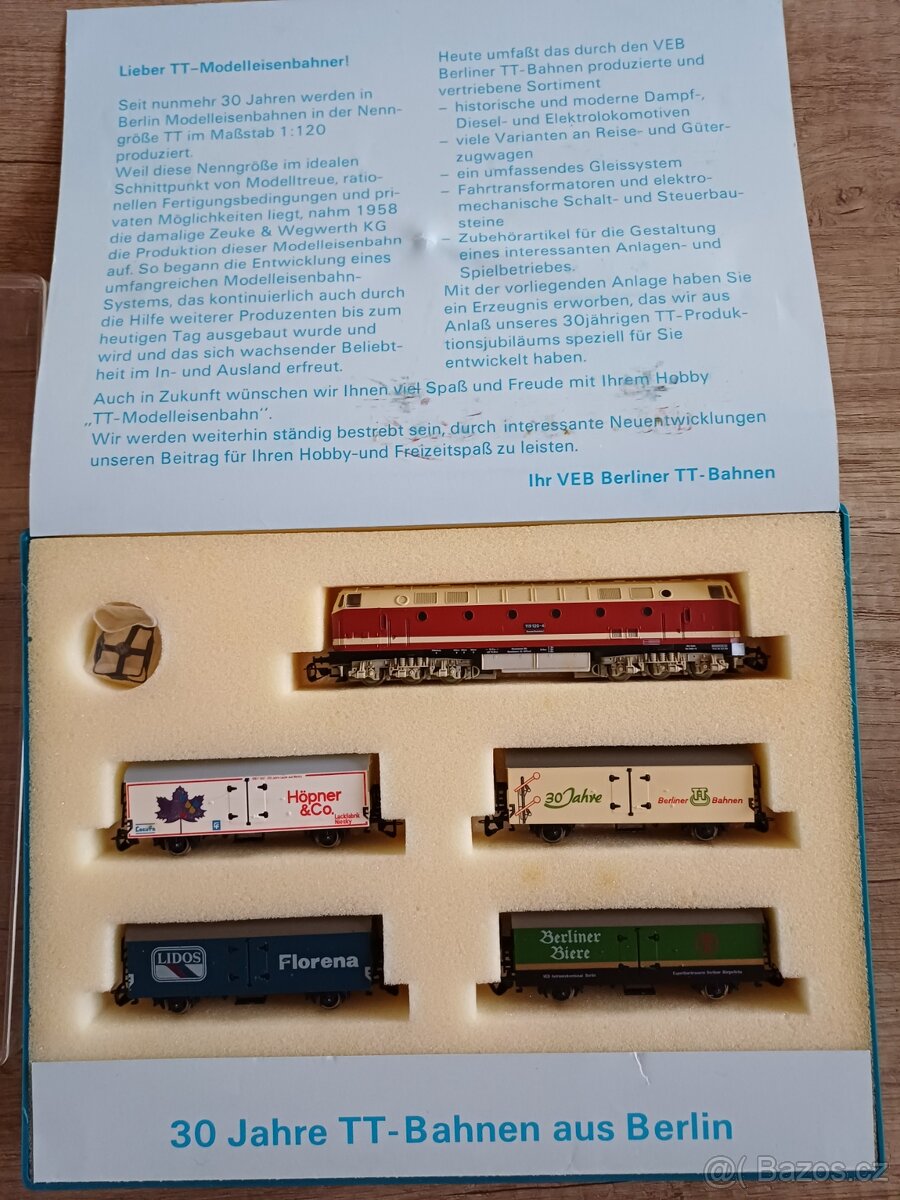 Lieber TT-Modelleisenbahner!
Seit nunmehr 30 Jahren werden in
Berlin Modelleisenbahnen in der Nenn-
größe TT im Maßstab 1:120
produziert.
Weil diese Nenngröße im idealen
Schnittpunkt von Modelltreue, ratio-
nellen Fertigungsbedingungen und pri-
vaten Möglichkeiten liegt, nahm 1958
die damalige Zeuke & Wegwerth KG
die Produktion dieser Modelleisenbahn
auf. So begann die Entwicklung eines
umfangreichen Modelleisenbahn-
Systems, das kontinuierlich auch durch
die Hilfe weiterer Produzenten bis zum
heutigen Tag ausgebaut wurde und
wird und das sich wachsender Beliebt-
heit im In- und Ausland erfreut.
Heute umfaßt das durch den VEB
Berliner TT-Bahnen produzierte und
vertriebene Sortiment
– historische und moderne Dampf-,
Diesel- und Elektrolokomotiven
– viele Varianten an Reise- und Güter-
zugwagen
– ein umfassendes Gleissystem
– Fahrtransformatoren und elektro-
mechanische Schalt- und Steuerbau-
steine
– Zubehörartikel für die Gestaltung
eines interessanten Anlagen- und
Spielbetriebes.
Mit der vorliegenden Anlage haben Sie
ein Erzeugnis erworben, das wir aus
Anlaß unseres 30jährigen TT-Produk-
tionsjubiläums speziell für Sie
entwickelt haben.
Auch in Zukunft wünschen wir Ihnen viel Spaß und Freude mit Ihrem Hobby
„TT-Modelleisenbahn".
Wir werden weiterhin ständig bestrebt sein, durch interessante Neuentwicklungen
unseren Beitrag für Ihren Hobby-und Freizeitspaß zu leisten.
Ihr VEB Berliner TT-Bahnen
Höpner
&Co.
Lackfabrik
Niesky
30 Jahre
Berliner TT Bahnen
LIDOS
Florena
Berliner
Biere
30 Jahre TT-Bahnen aus Berlin
@( Bazos.cz